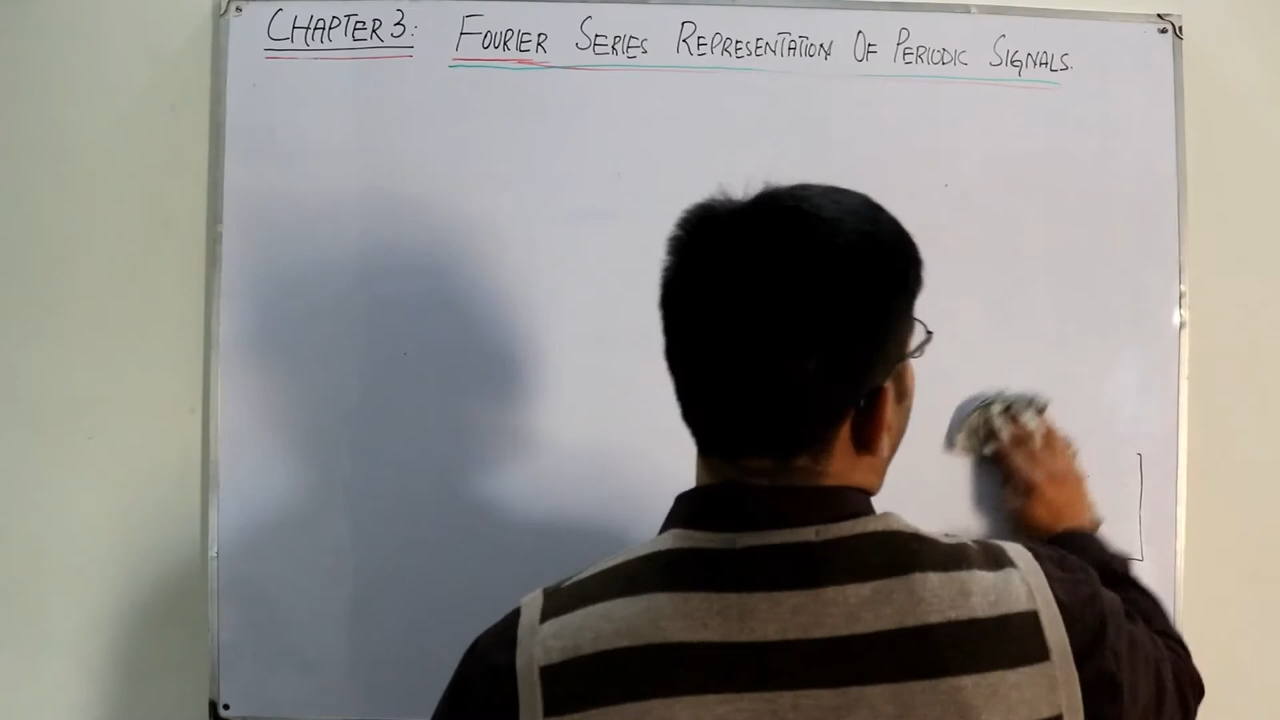 CHAPTER 3: FOURIER SERIES REPRESENTATION OF PERIODIC SIGNALS.